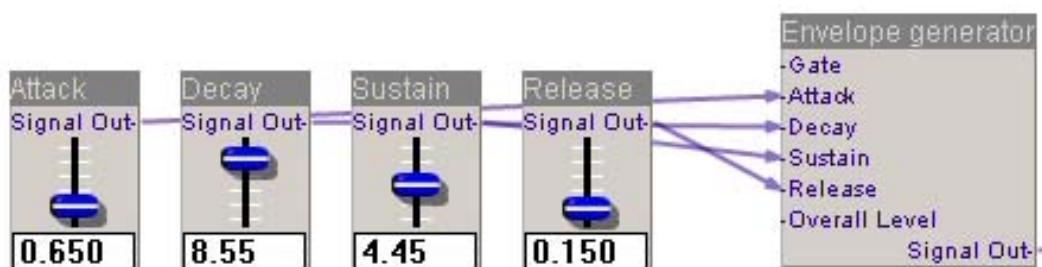 Attack
Signal Out
0.650
Decay
Signal Out
8.55
Sustain
Signal Out
4.45
Release
Signal Out
0.150
Envelope generator
Gate
Attack
Decay
Sustain
Release
Overall Level
Signal Out